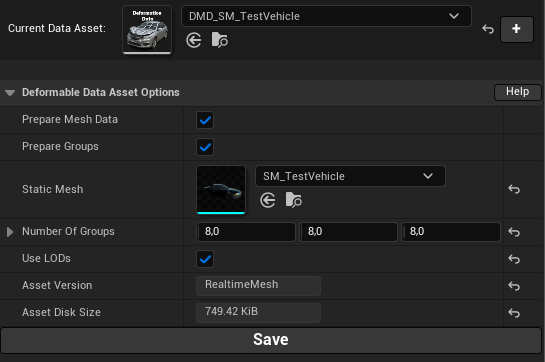 Deformation
Data
Current Data Asset:
DMD_SM_TestVehicle
Deformable Data Asset Options
Help
Prepare Mesh Data
Prepare Groups
Static Mesh
SM_TestVehicle
Number Of Groups
8,0
8,0
8,0
Use LODs
Asset Version
RealtimeMesh
Asset Disk Size
749.42 KiB
Save